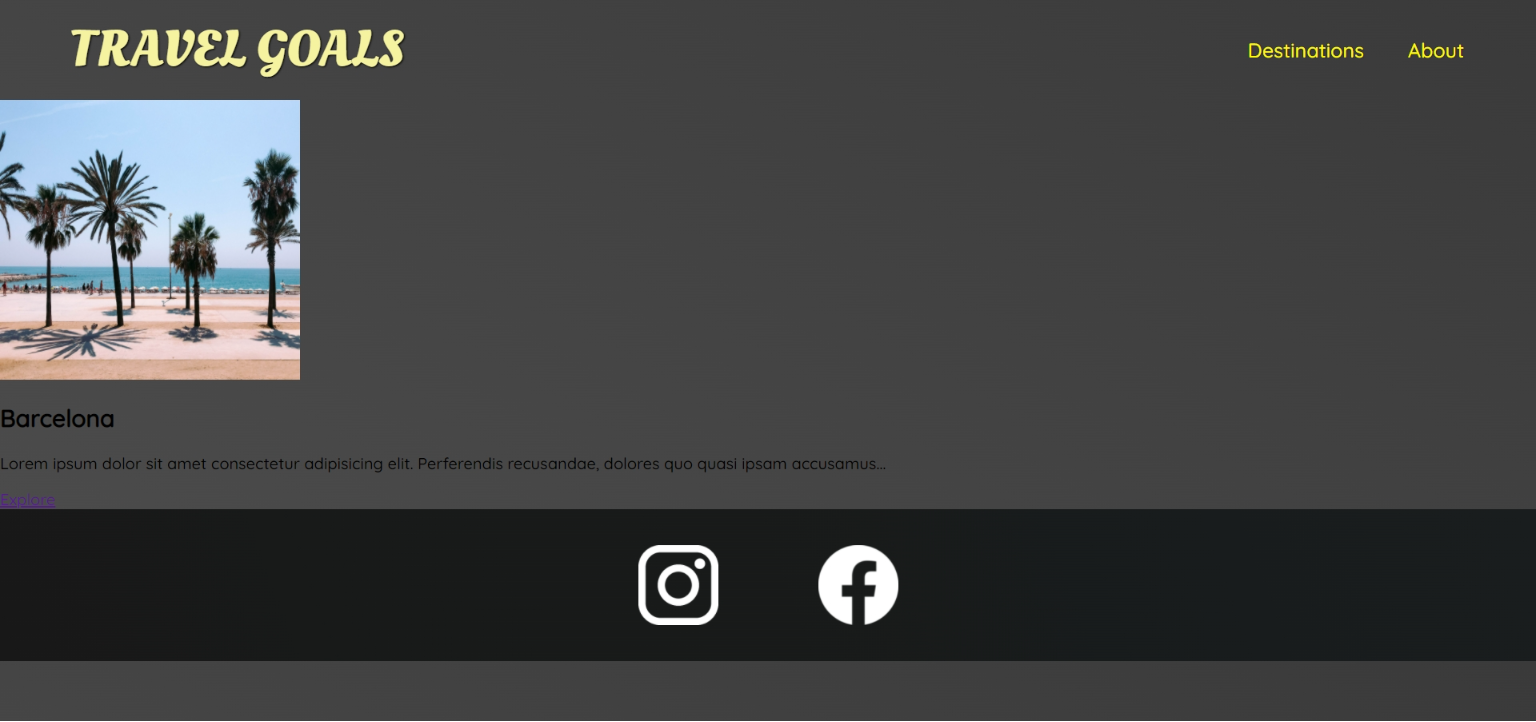 TRAVEL GOALS
Destinations
About
Barcelona
Lorem ipsum dolor sit amet consectetur adipisicing elit. Perferendis recusandae, dolores quo quasi ipsam accusamus...
Explore